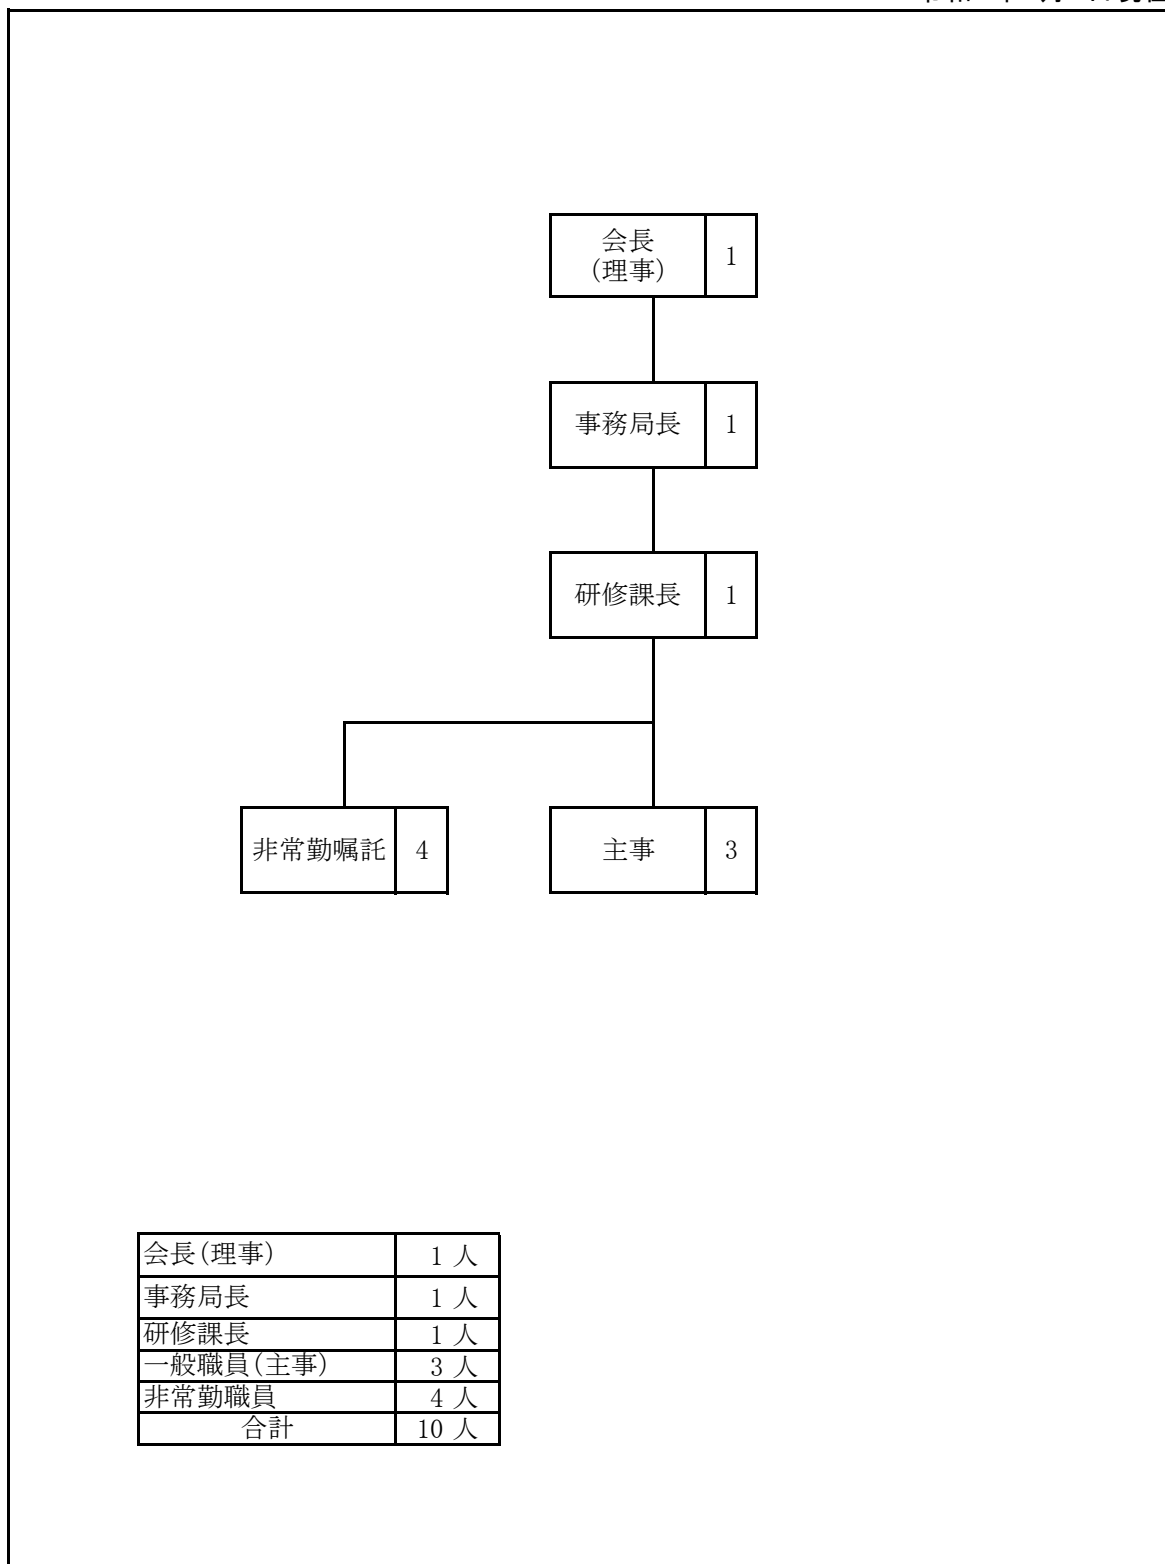 会長
(理事)
1
事務局長
1
研修課長
1
非常勤嘱託
4
主事
3
会長(理事) 1 人
事務局長 1 人
研修課長 1 人
一般職員(主事) 3 人
非常勤職員 4 人
合計 10 人